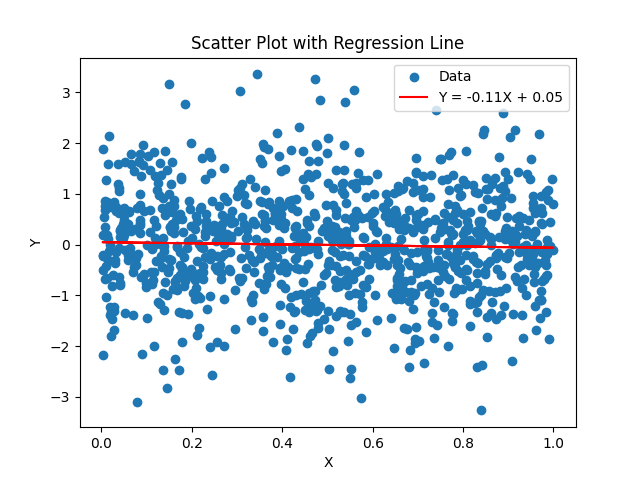 Scatter Plot with Regression Line
Data
Y = -0.11X + 0.05
Y
3
2
1
0
−1
−2
−3
0.0 0.2 0.4 0.6 0.8 1.0
X